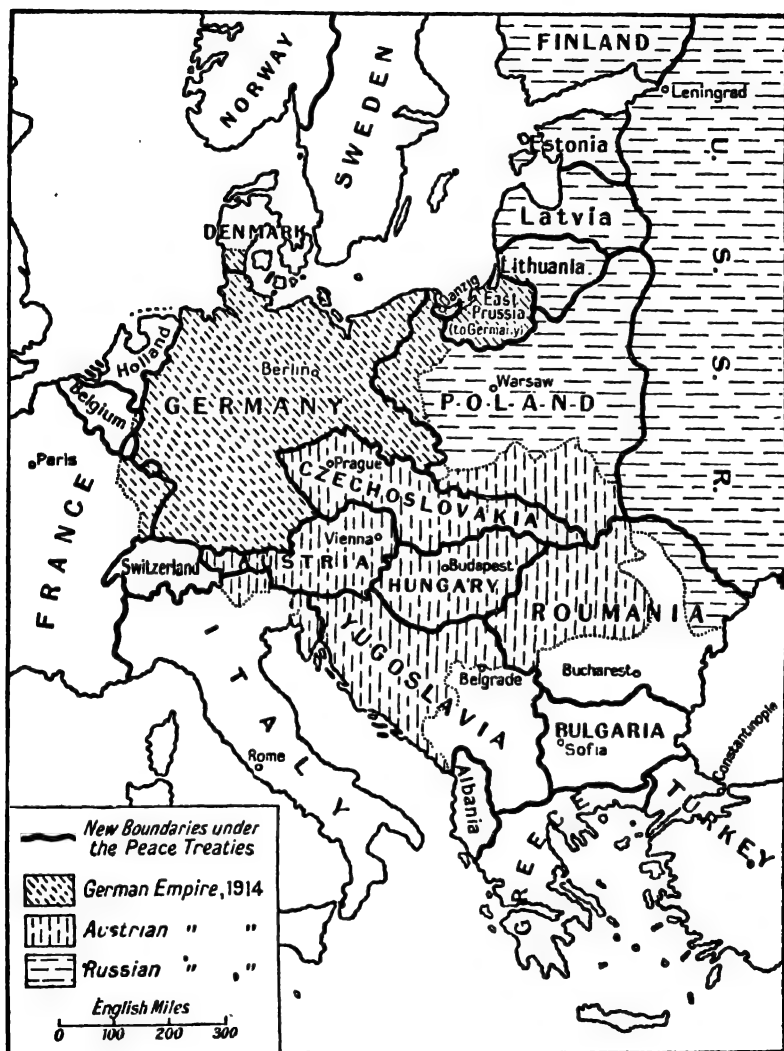 FINLAND
Leningrad
NORWAY
SWEDEN
Estonia
U.
S.
S.
R.
Latvia
DENMARK
Lithuania
Danzig
East
Prussia
(to Germany)
Holland
Berlin
Warsaw
Belgium
GERMANY
P-O-L-A-N-D
Paris
Prague
CZECHOSLOVAKIA
FRANCE
Vienna
Switzerland
AUSTRIA
Budapest
HUNGARY
ROUMANIA
ITALY
YUGOSLAVIA
Belgrade
Bucharest
BULGARIA
Sofia
Constantinople
Rome
Albania
TURKEY
GREECE
New Boundaries under
the Peace Treaties
German Empire, 1914
Austrian " "
Russian " "
English Miles
0 100 200 300